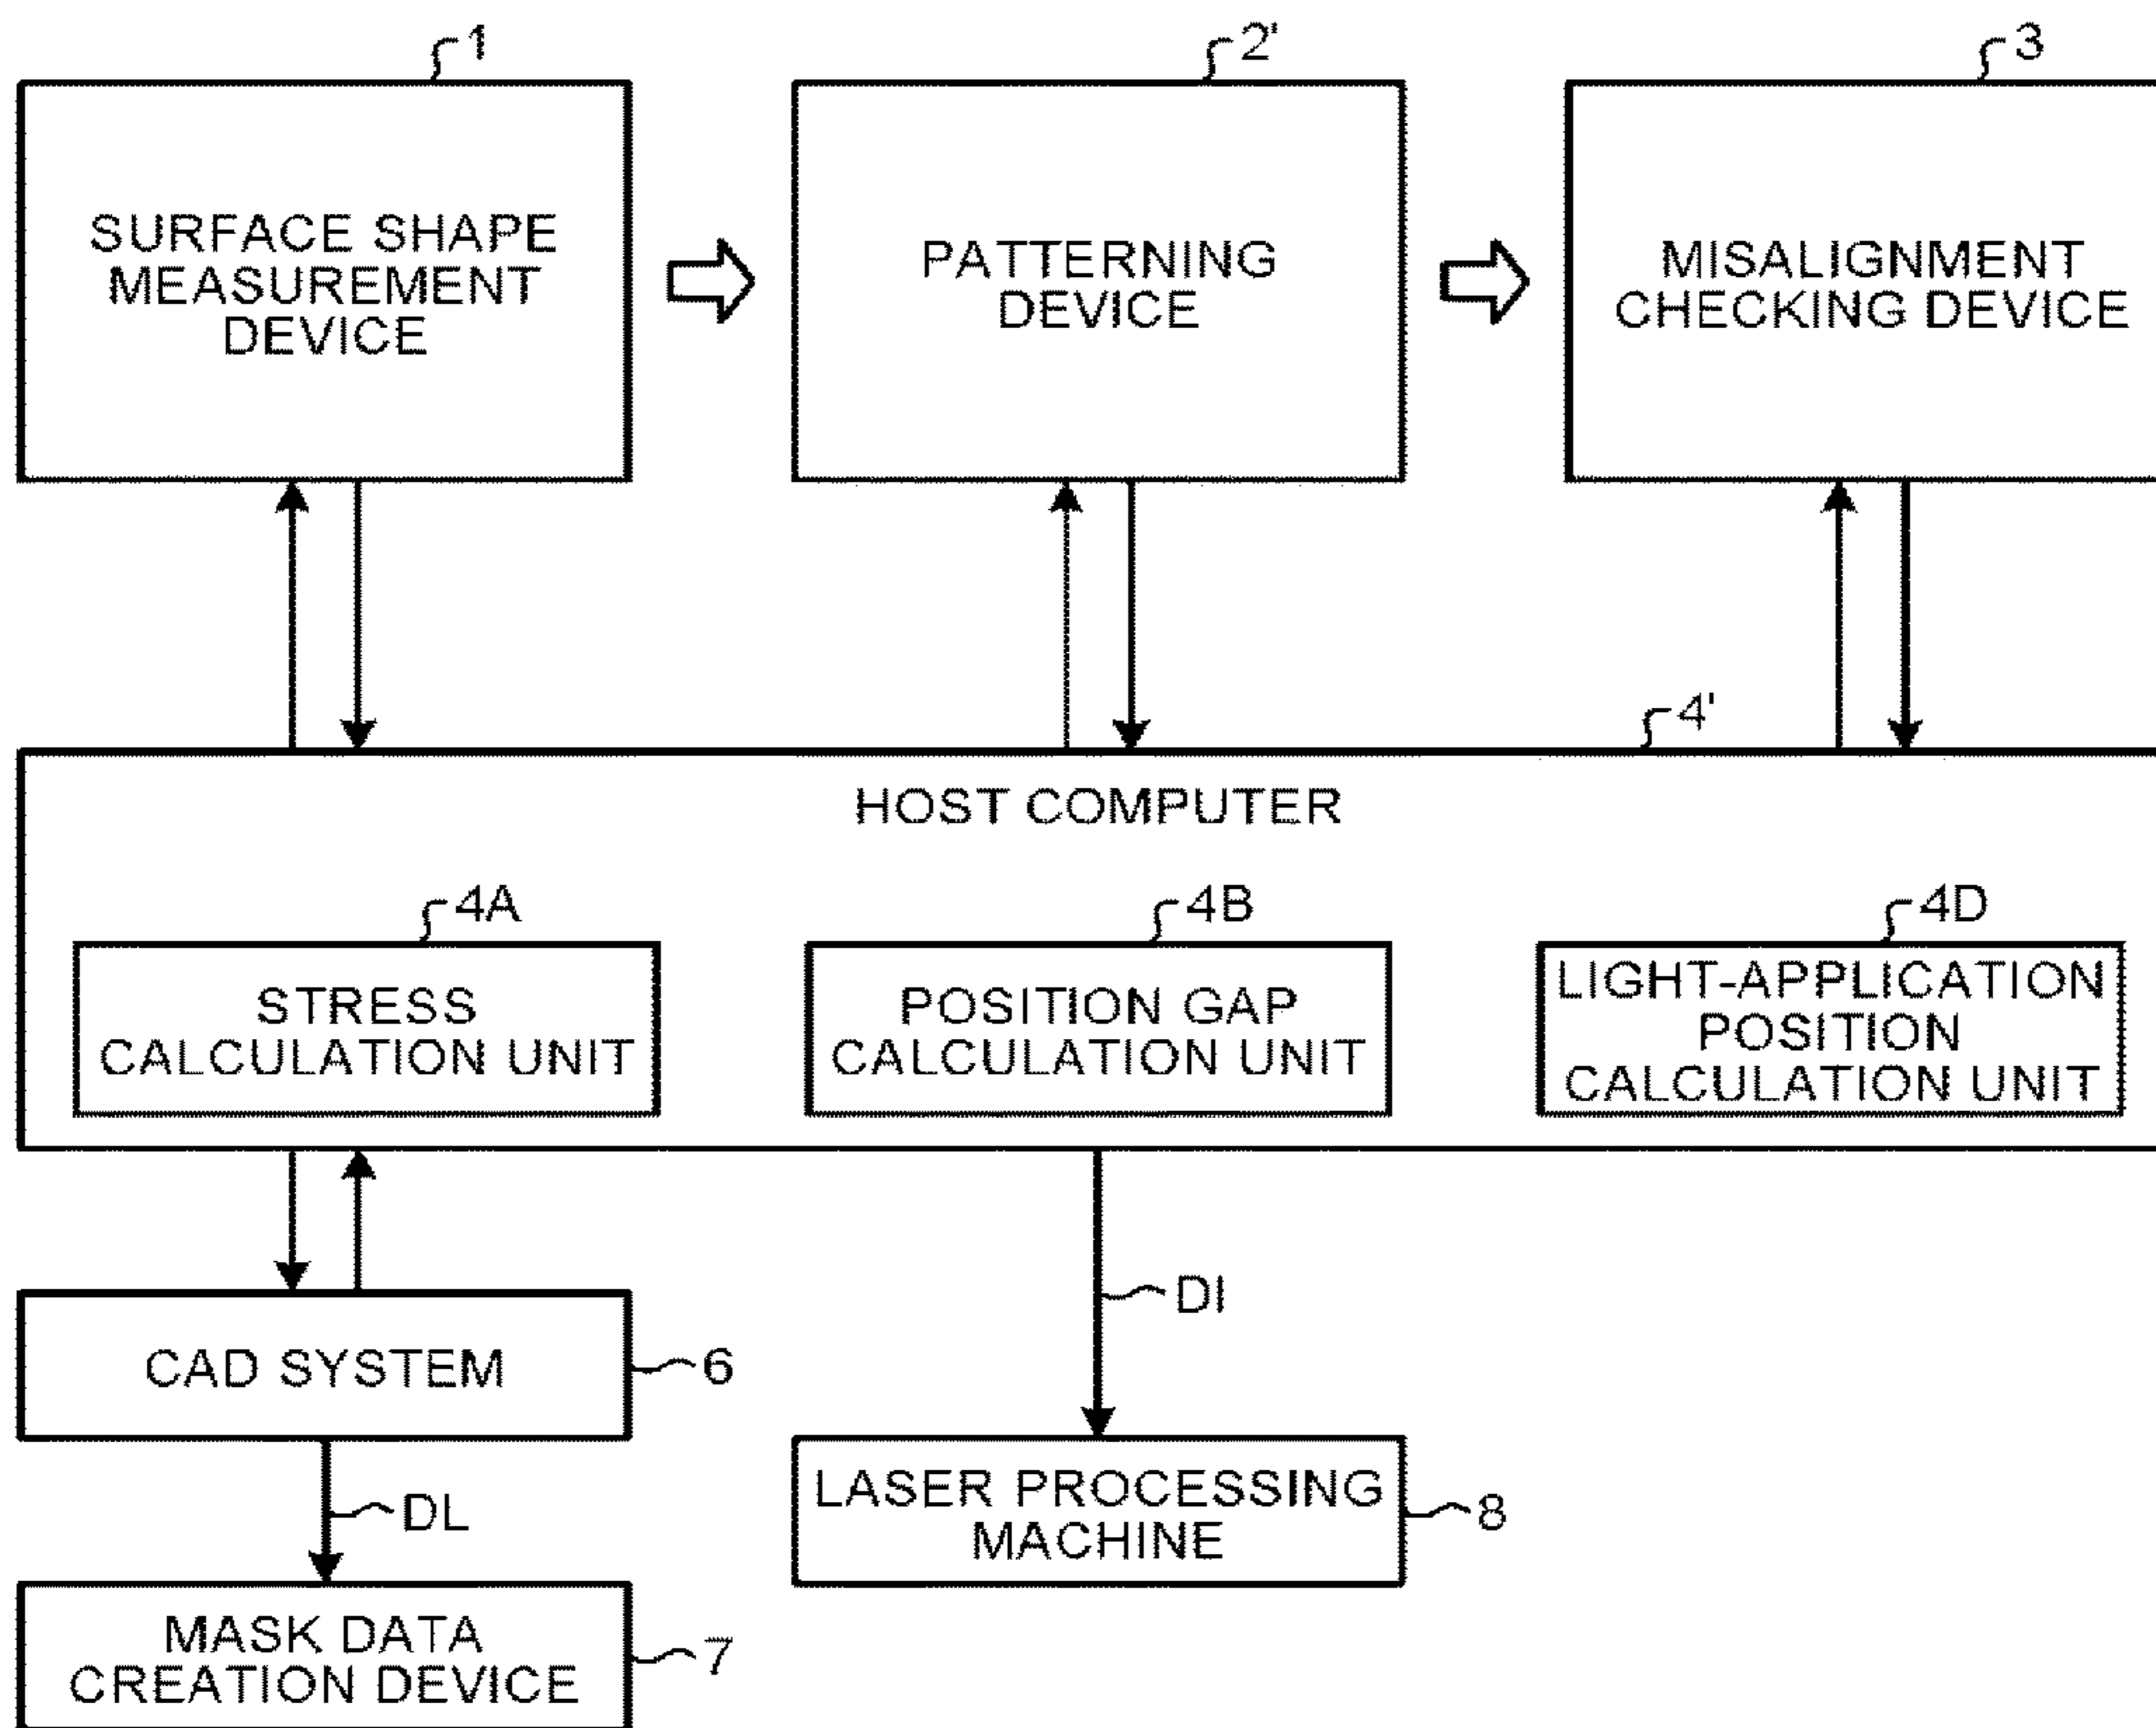 1
2'
3
SURFACE SHAPE
MEASUREMENT
DEVICE
PATTERNING
DEVICE
MISALIGNMENT
CHECKING DEVICE
4'
HOST COMPUTER
4A
4B
4D
STRESS
CALCULATION UNIT
POSITION GAP
CALCULATION UNIT
LIGHT-APPLICATION
POSITION
CALCULATION UNIT
DI
CAD SYSTEM
6
LASER PROCESSING
MACHINE
8
DL
MASK DATA
CREATION DEVICE
7